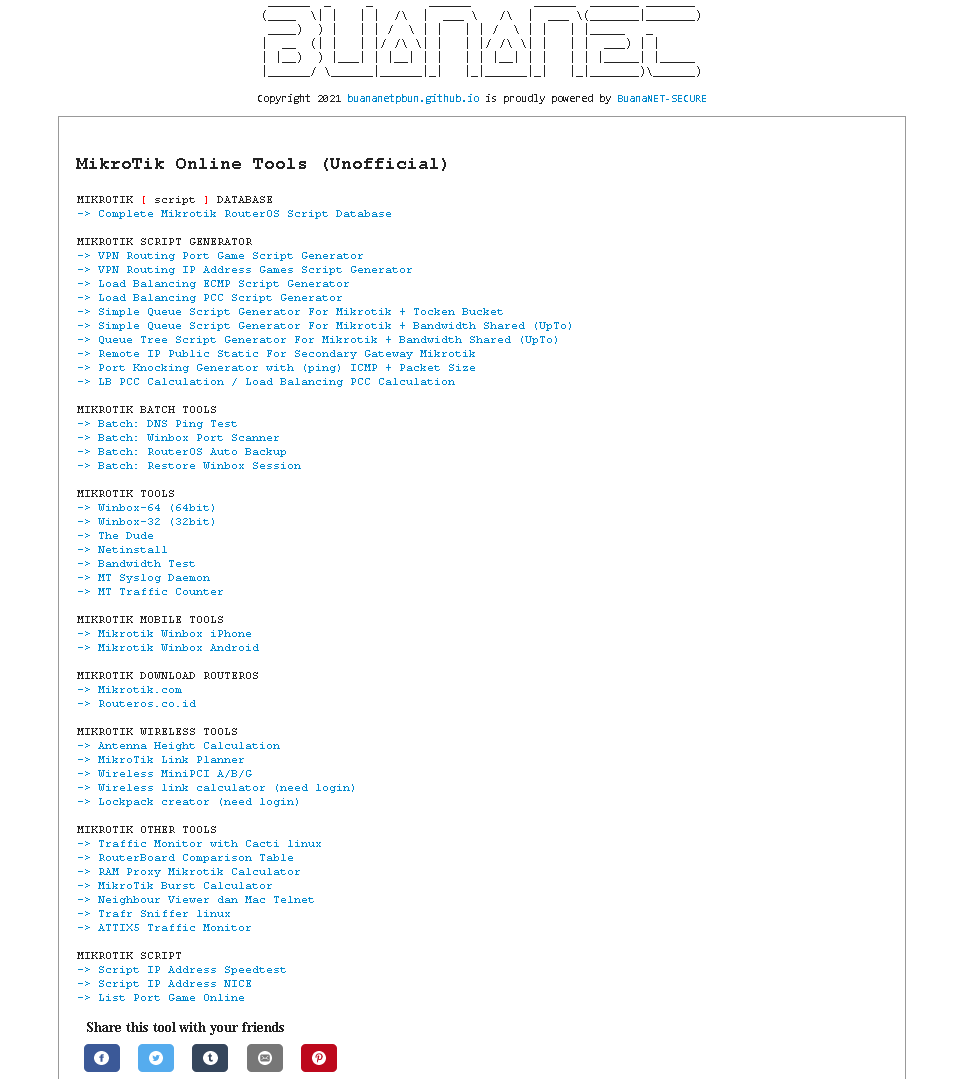 BUANANET
Copyright 2021 buananetpbun.github.io is proudly powered by BuanaNET-SECURE
MikroTik Online Tools (Unofficial)
MIKROTIK [ script ] DATABASE
-> Complete Mikrotik RouterOS Script Database
MIKROTIK SCRIPT GENERATOR
-> VPN Routing Port Game Script Generator
-> VPN Routing IP Address Games Script Generator
-> Load Balancing ECMP Script Generator
-> Load Balancing PCC Script Generator
-> Simple Queue Script Generator For Mikrotik + Tocken Bucket
-> Simple Queue Script Generator For Mikrotik + Bandwidth Shared (UpTo)
-> Queue Tree Script Generator For Mikrotik + Bandwidth Shared (UpTo)
-> Remote IP Public Static For Secondary Gateway Mikrotik
-> Port Knocking Generator with (ping) ICMP + Packet Size
-> LB PCC Calculation / Load Balancing PCC Calculation
MIKROTIK BATCH TOOLS
-> Batch: DNS Ping Test
-> Batch: Winbox Port Scanner
-> Batch: RouterOS Auto Backup
-> Batch: Restore Winbox Session
MIKROTIK TOOLS
-> Winbox-64 (64bit)
-> Winbox-32 (32bit)
-> The Dude
-> Netinstall
-> Bandwidth Test
-> MT Syslog Daemon
-> MT Traffic Counter
MIKROTIK MOBILE TOOLS
-> Mikrotik Winbox iPhone
-> Mikrotik Winbox Android
MIKROTIK DOWNLOAD ROUTEROS
-> Mikrotik.com
-> Routeros.co.id
MIKROTIK WIRELESS TOOLS
-> Antenna Height Calculation
-> MikroTik Link Planner
-> Wireless MiniPCI A/B/G
-> Wireless link calculator (need login)
-> Lockpack creator (need login)
MIKROTIK OTHER TOOLS
-> Traffic Monitor with Cacti linux
-> RouterBoard Comparison Table
-> RAM Proxy Mikrotik Calculator
-> MikroTik Burst Calculator
-> Neighbour Viewer dan Mac Telnet
-> Trafr Sniffer linux
-> ATTIX5 Traffic Monitor
MIKROTIK SCRIPT
-> Script IP Address Speedtest
-> Script IP Address NICE
-> List Port Game Online
Share this tool with your friends